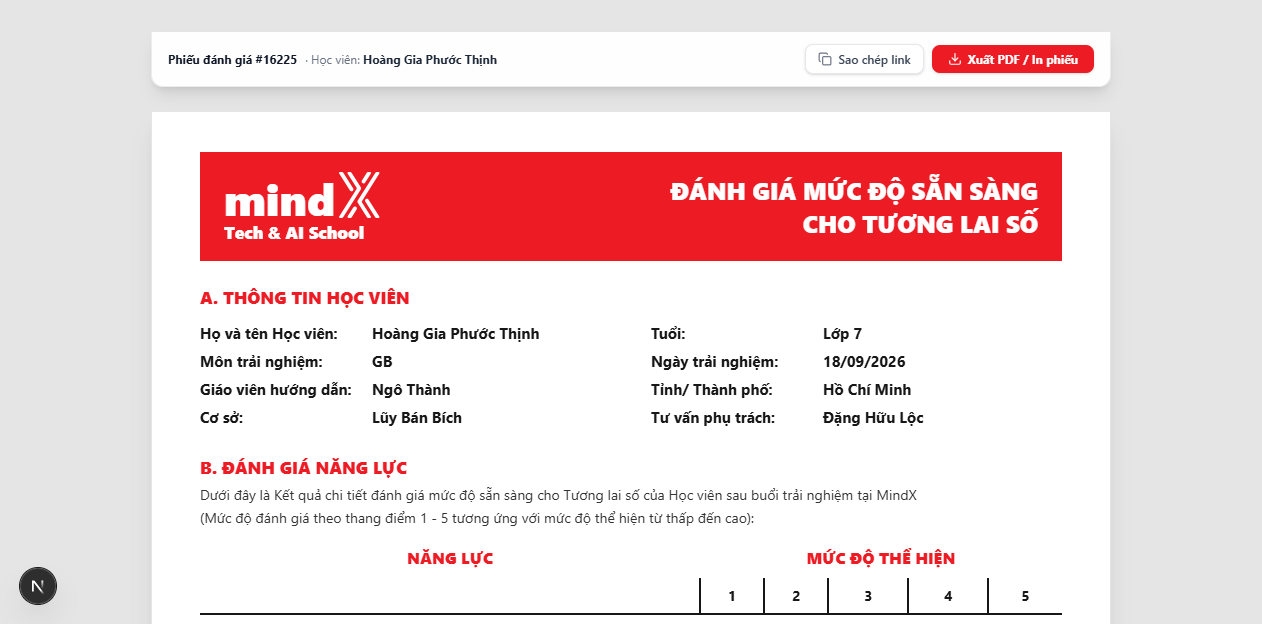 Phiếu đánh giá #16225 · Học viên: Hoàng Gia Phước Thịnh
Sao chép link
Xuất PDF / In phiếu
mindX
Tech & AI School
ĐÁNH GIÁ MỨC ĐỘ SẴN SÀNG
CHO TƯƠNG LAI SỐ
A. THÔNG TIN HỌC VIÊN
Họ và tên Học viên: Hoàng Gia Phước Thịnh Tuổi: Lớp 7
Môn trải nghiệm: GB Ngày trải nghiệm: 18/09/2026
Giáo viên hướng dẫn: Ngô Thành Tỉnh/ Thành phố: Hồ Chí Minh
Cơ sở: Lũy Bán Bích Tư vấn phụ trách: Đặng Hữu Lộc
B. ĐÁNH GIÁ NĂNG LỰC
Dưới đây là Kết quả chi tiết đánh giá mức độ sẵn sàng cho Tương lai số của Học viên sau buổi trải nghiệm tại MindX
(Mức độ đánh giá theo thang điểm 1 - 5 tương ứng với mức độ thể hiện từ thấp đến cao):
NĂNG LỰC MỨC ĐỘ THỂ HIỆN
1 2 3 4 5
N